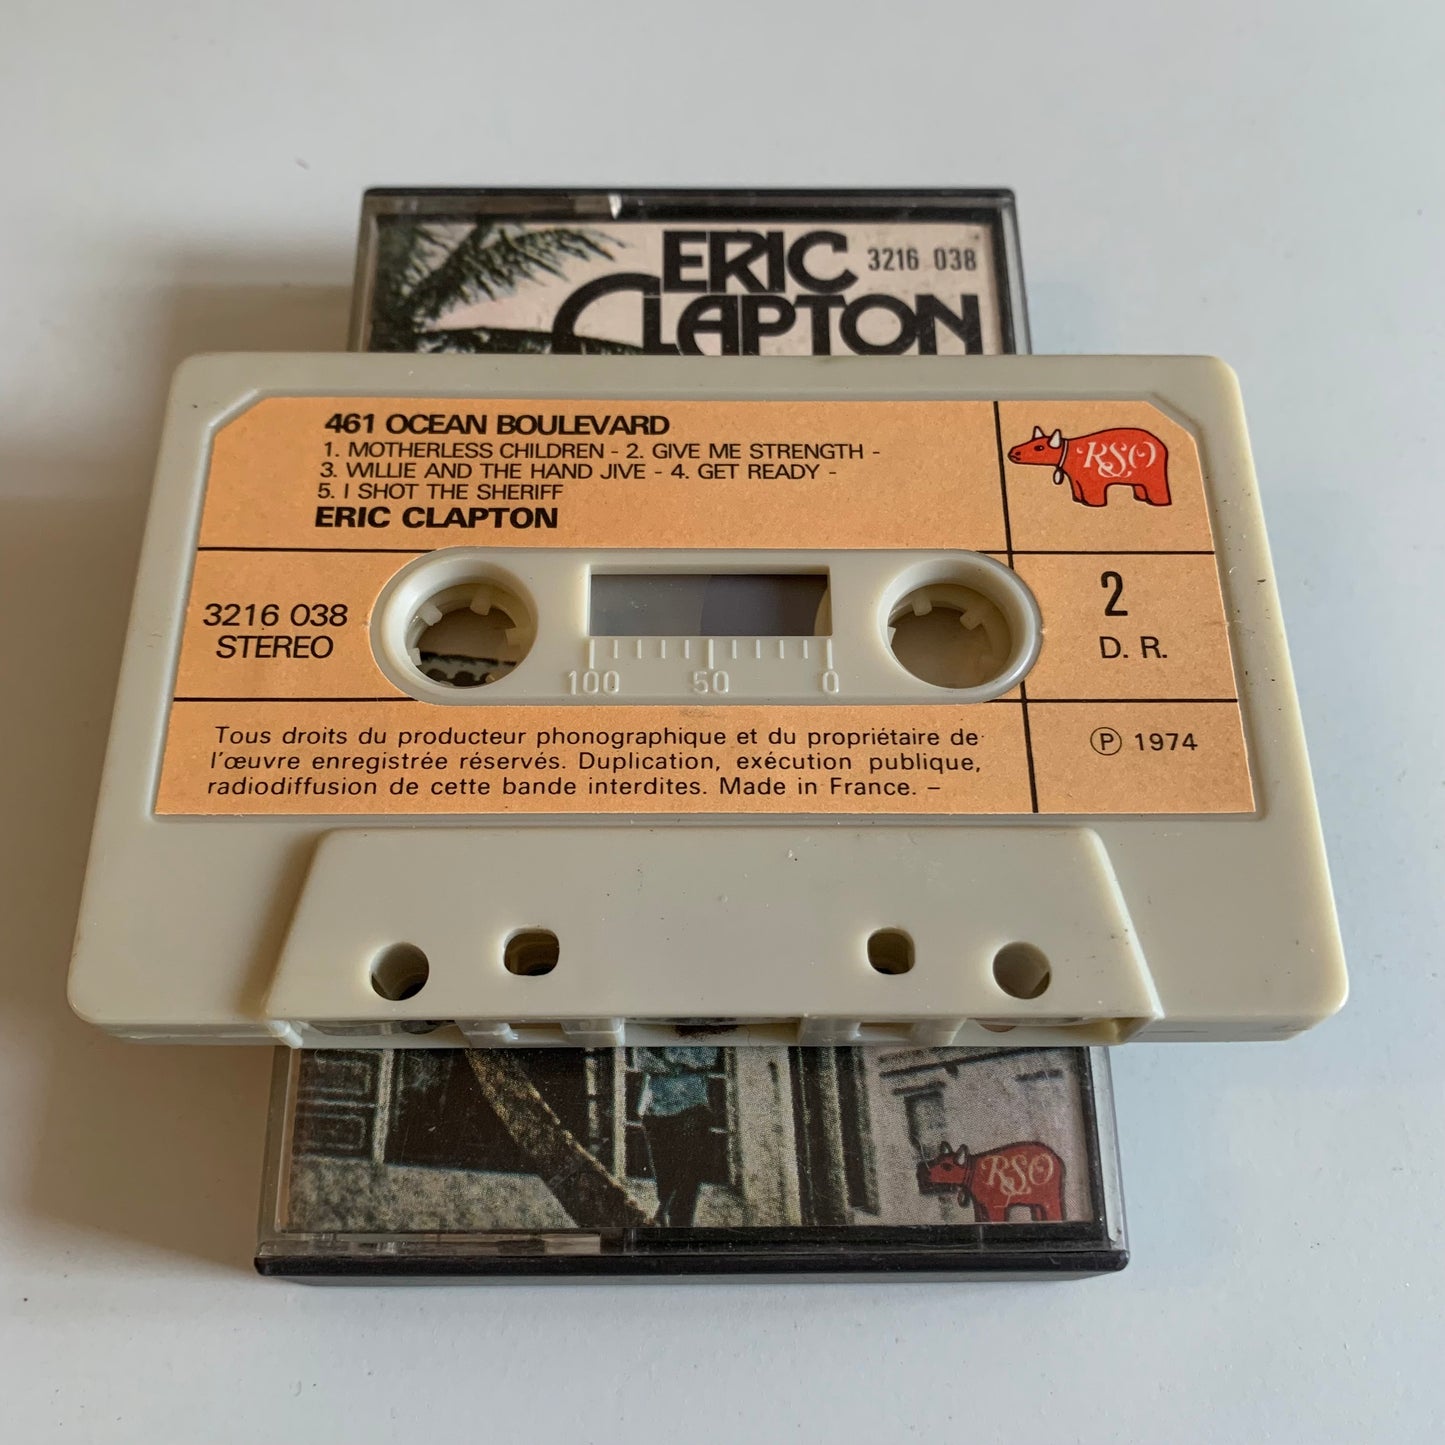 ERIC 3216 038
CLAPTON
461 OCEAN BOULEVARD
1. MOTHERLESS CHILDREN - 2. GIVE ME STRENGTH -
3. WILLIE AND THE HAND JIVE - 4. GET READY -
5. I SHOT THE SHERIFF
ERIC CLAPTON
RSO
3216 038
STEREO
100 50 0
2
D. R.
Tous droits du producteur phonographique et du propriétaire de
l'œuvre enregistrée réservés. Duplication, exécution publique,
radiodiffusion de cette bande interdites. Made in France. –
℗ 1974
RSO